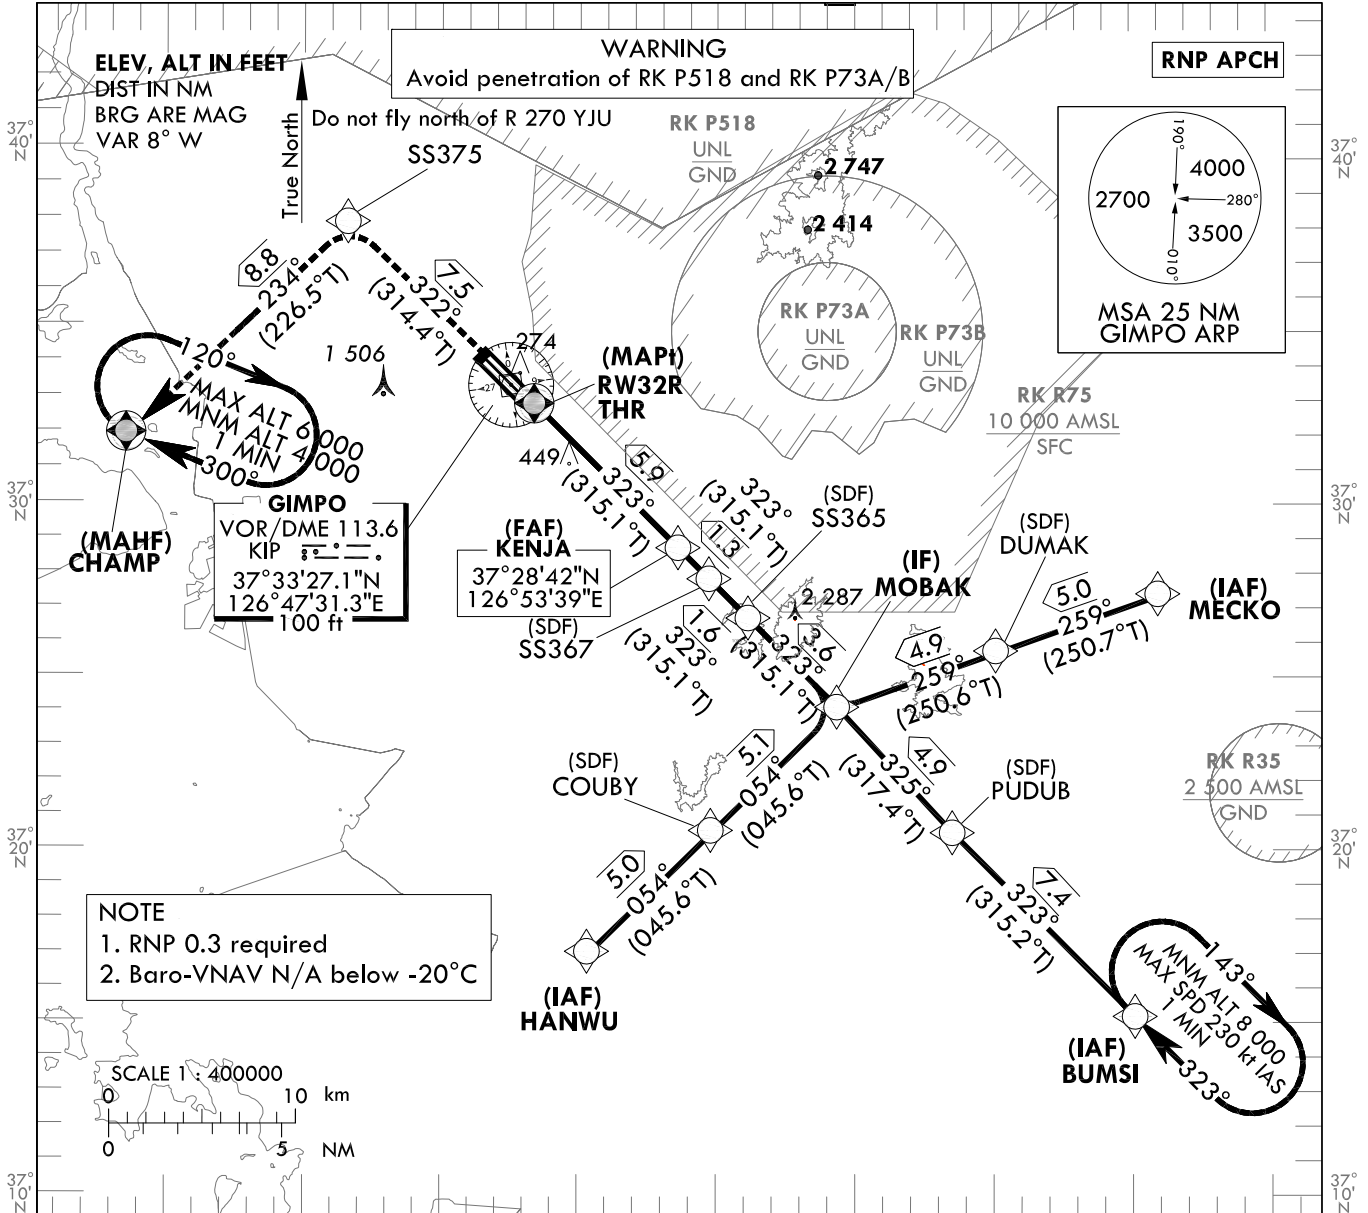 WARNING
Avoid penetration of RK P518 and RK P73A/B
RNP APCH
ELEV, ALT IN FEET
DIST IN NM
BRG ARE MAG
VAR 8° W
True North
Do not fly north of R 270 YJU
SS375
RK P518
UNL
GND
2 747
2 414
190°
4000
2700
280°
3500
010°
MSA 25 NM
GIMPO ARP
37°
40'
N
37°
40'
N
8.8
234°
(226.5°T)
7.5
322°
(314.4°T)
RK P73A
UNL
GND
RK P73B
UNL
GND
RK R75
10 000 AMSL
SFC
1 506
274
27
9
0
(MAPt)
RW32R
THR
120°
MAX ALT 6 000
MNM ALT 4 000
1 MIN
300°
(MAHF)
CHAMP
449
5.9
323°
(315.1°T)
1.3
323°
(315.1°T)
(SDF)
SS365
37°
30'
N
37°
30'
N
GIMPO
VOR/DME 113.6
KIP
37°33'27.1"N
126°47'31.3"E
100 ft
(FAF)
KENJA
37°28'42"N
126°53'39"E
(SDF)
SS367
(SDF)
DUMAK
(IF)
MOBAK
2 287
(IAF)
MECKO
5.0
259°
(250.7°T)
4.9
259°
(250.6°T)
1.6
323°
(315.1°T)
3.6
323°
(315.1°T)
5.1
054°
(045.6°T)
(SDF)
COUBY
4.9
325°
(317.4°T)
(SDF)
PUDUB
RK R35
2 500 AMSL
GND
37°
20'
N
37°
20'
N
5.0
054°
(045.6°T)
(IAF)
HANWU
7.4
323°
(315.2°T)
143°
MNM ALT 8 000
MAX SPD 230 kt IAS
1 MIN
323°
(IAF)
BUMSI
NOTE
1. RNP 0.3 required
2. Baro-VNAV N/A below -20°C
SCALE 1 : 400000
0 10 km
0 5 NM
37°
10'
N
37°
10'
N